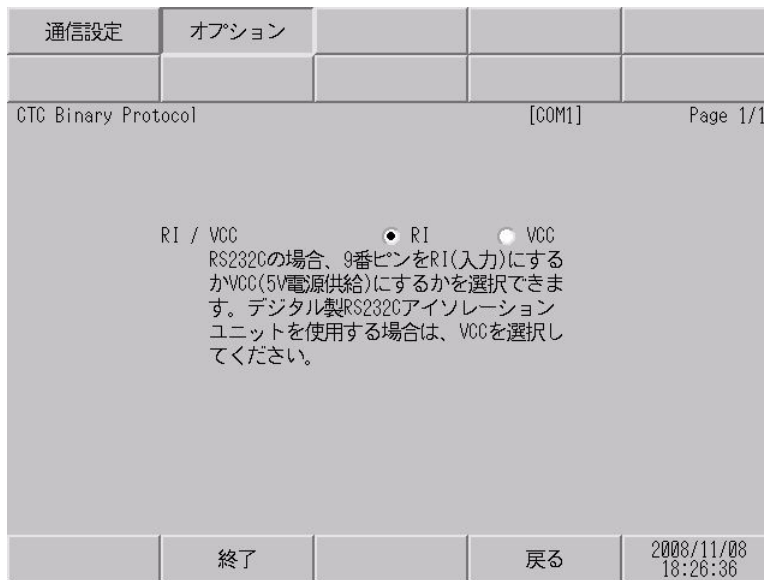 通信設定 オプション
CTC Binary Protocol [COM1] Page 1/1
RI / VCC RI VCC
RS232Cの場合、9番ピンをRI(入力)にする
かVCC(5V電源供給)にするかを選択できま
す。デジタル製RS232Cアイソレーション
ユニットを使用する場合は、VCCを選択し
てください。
終了 戻る 2008/11/08
18:26:36